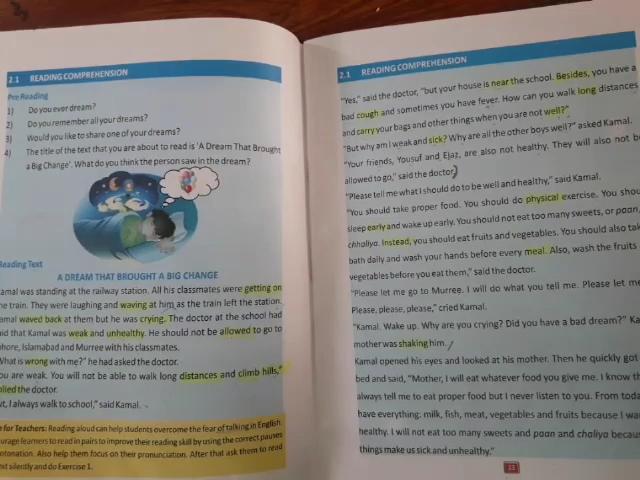 2.1 READING COMPREHENSION
Pre Reading
1) Do you ever dream?
2) Do you remember all your dreams?
3) Would you like to share one of your dreams?
4) The title of the text that you are about to read is 'A Dream That Brought
a Big Change'. What do you think the person saw in the dream?
Reading Text
A DREAM THAT BROUGHT A BIG CHANGE
amal was standing at the railway station. All his classmates were getting on
he train. They were laughing and waving at him as the train left the station.
amal waved back at them but he was crying. The doctor at the school had
id that Kamal was weak and unhealthy. He should not be allowed to go to
hore, Islamabad and Murree with his classmates.
What is wrong with me?" he had asked the doctor.
ou are weak. You will not be able to walk long distances and climb hills,"
lied the doctor.
ut, I always walk to school," said Kamal.
e for Teachers: Reading aloud can help students overcome the fear of talking in English.
urage learners to read in pairs to improve their reading skill by using the correct pauses
ntonation. Also help them focus on their pronunciation. After that ask them to read
xt silently and do Exercise 1.
2.1 READING COMPREHENSION
"Yes," said the doctor, "but your house is near the school. Besides, you have a
bad cough and sometimes you have fever. How can you walk long distances
and carry your bags and other things when you are not well?"
"But why am I weak and sick? Why are all the other boys well?" asked Kamal.
"Your friends, Yousuf and Ejaz, are also not healthy. They will also not be
allowed to go," said the doctor.
"Please tell me what I should do to be well and healthy," said Kamal.
"You should take proper food. You should do physical exercise. You shou
sleep early and wake up early. You should not eat too many sweets, or paan,
chhaliya. Instead, you should eat fruits and vegetables. You should also tak
bath daily and wash your hands before every meal. Also, wash the fruits
vegetables before you eat them," said the doctor.
"Please let me go to Murree. I will do what you tell me. Please let me
Please, please, please," cried Kamal.
"Kamal. Wake up. Why are you crying? Did you have a bad dream?" Ka
mother was shaking him.
Kamal opened his eyes and looked at his mother. Then he quickly got
bed and said, "Mother, I will eat whatever food you give me. I know th
always tell me to eat proper food but I never listen to you. From toda
have everything: milk, fish, meat, vegetables and fruits because I wa
healthy. I will not eat too many sweets and paan and chaliya becaus
things make us sick and unhealthy."